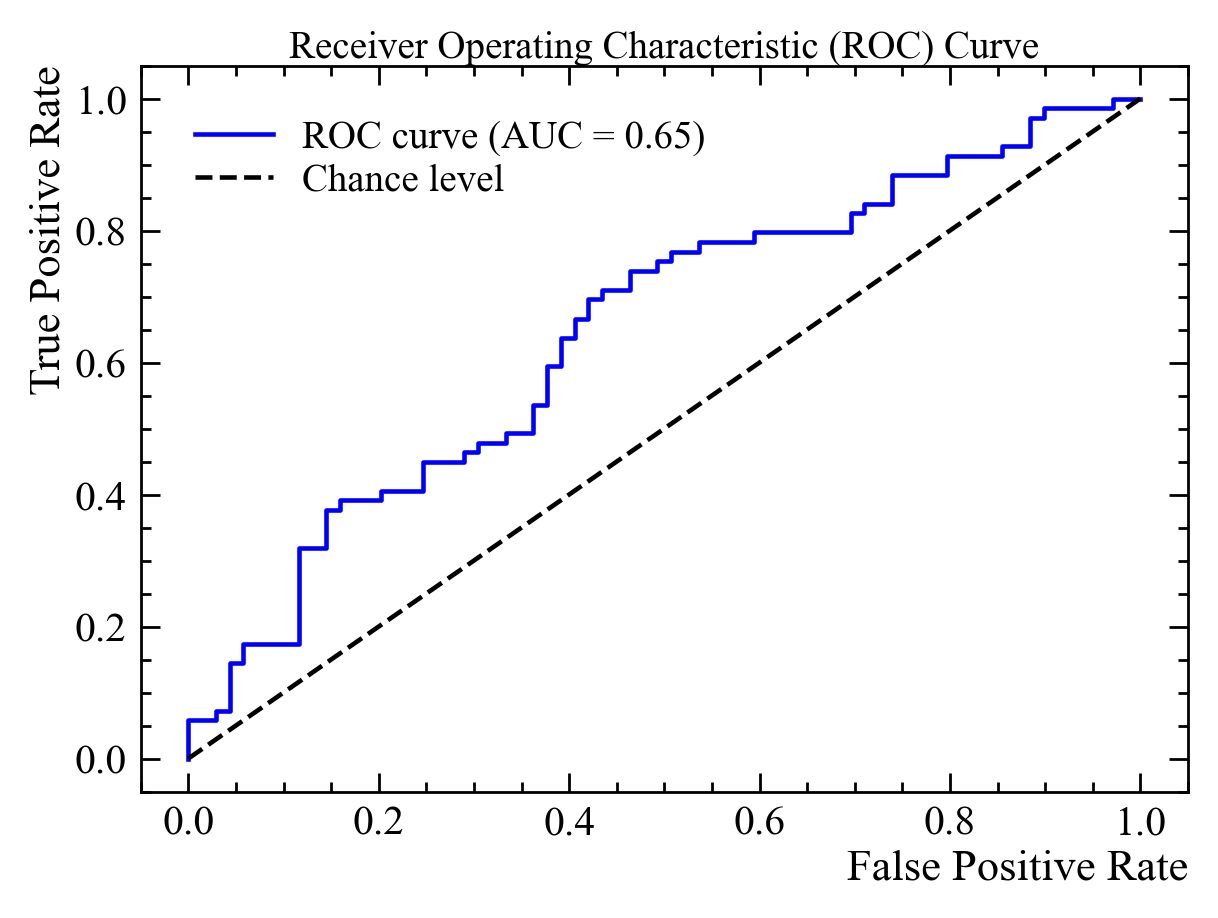 Receiver Operating Characteristic (ROC) Curve
True Positive Rate
1.0
0.8
0.6
0.4
0.2
0.0
ROC curve (AUC = 0.65)
Chance level
0.0 0.2 0.4 0.6 0.8 1.0
False Positive Rate